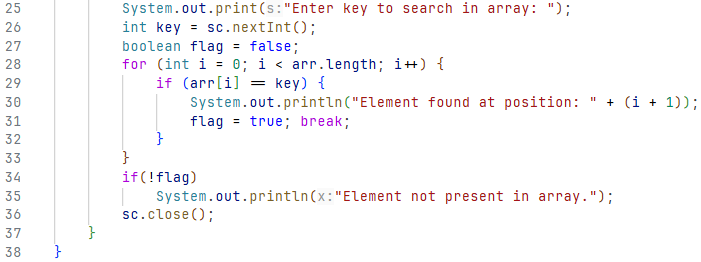 25 System.out.print(s:"Enter key to search in array: ");
26 int key = sc.nextInt();
27 boolean flag = false;
28 for (int i = 0; i < arr.length; i++) {
29 if (arr[i] == key) {
30 System.out.println("Element found at position: " + (i + 1));
31 flag = true; break;
32 }
33 }
34 if(!flag)
35 System.out.println(x:"Element not present in array.");
36 sc.close();
37 }
38 }